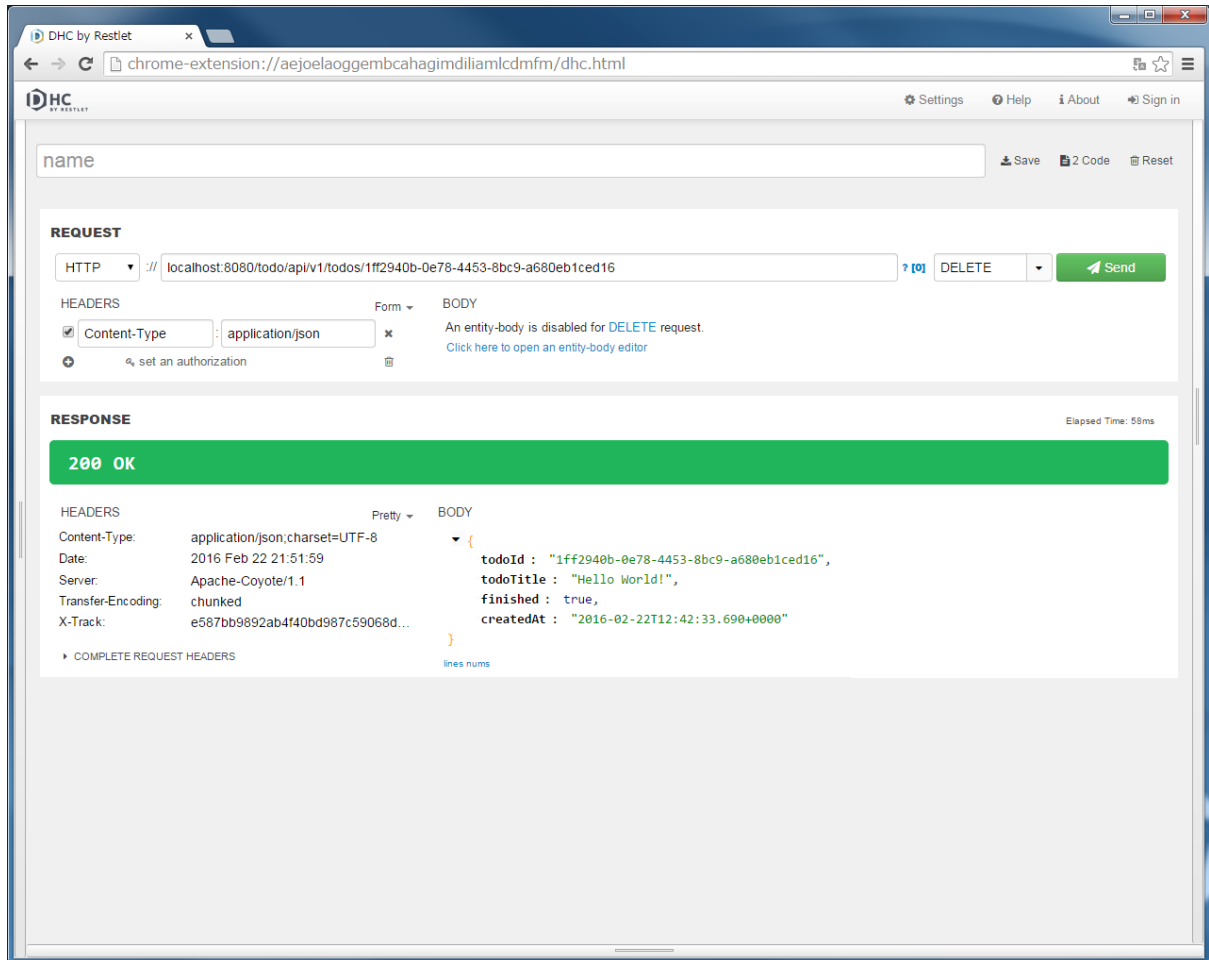 DHC by Restlet
chrome-extension://aejoelaoggembcahagimdiliamlcdmfm/dhc.html
DHC BY RESTLET
Settings Help About Sign in
name
Save 2 Code Reset
REQUEST
HTTP :// localhost:8080/todo/api/v1/todos/1ff2940b-0e78-4453-8bc9-a680eb1ced16 ? [0] DELETE Send
HEADERS Form BODY
Content-Type : application/json An entity-body is disabled for DELETE request.
set an authorization Click here to open an entity-body editor
RESPONSE Elapsed Time: 58ms
200 OK
HEADERS Pretty BODY
Content-Type: application/json;charset=UTF-8 {
Date: 2016 Feb 22 21:51:59 todoId : "1ff2940b-0e78-4453-8bc9-a680eb1ced16",
Server: Apache-Coyote/1.1 todoTitle : "Hello World!",
Transfer-Encoding: chunked finished : true,
X-Track: e587bb9892ab4f40bd987c59068d... createdAt : "2016-02-22T12:42:33.690+0000"
}
COMPLETE REQUEST HEADERS lines nums